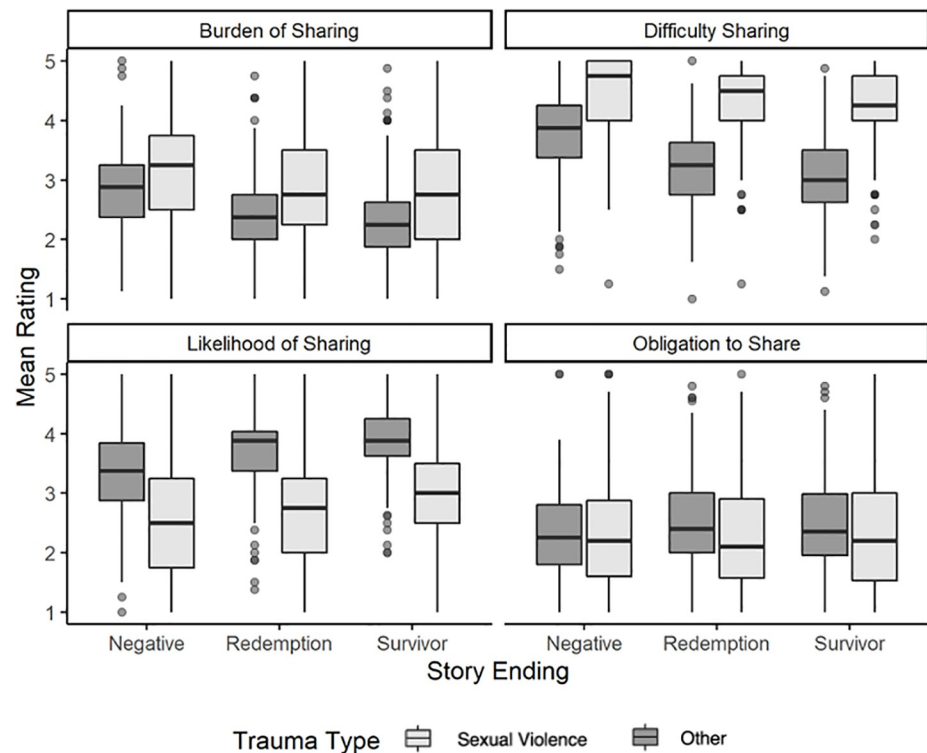 Burden of Sharing
Difficulty Sharing
5
4
3
2
1
Likelihood of Sharing
Obligation to Share
5
4
3
2
1
Mean Rating
Negative Redemption Survivor
Negative Redemption Survivor
Story Ending
Trauma Type Sexual Violence Other